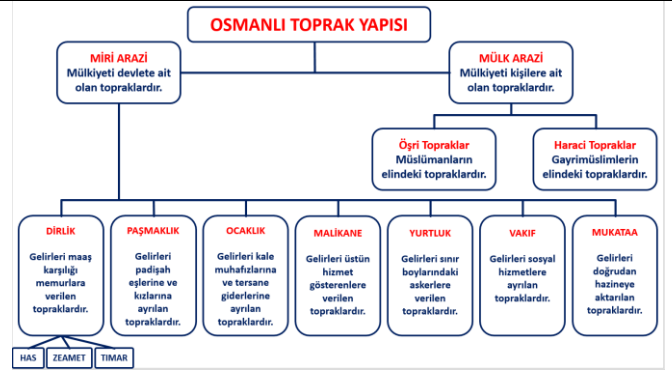 OSMANLI TOPRAK YAPISI
MİRİ ARAZİ
Mülkiyeti devlete ait
olan topraklardır.
MÜLK ARAZİ
Mülkiyeti kişilere ait
olan topraklardır.
Öşri Topraklar
Müslümanların
elindeki topraklardır.
Haraci Topraklar
Gayrimüslimlerin
elindeki topraklardır.
DİRLİK
Gelirleri maaş
karşılığı
memurlara
verilen
topraklardır.
PAŞMAKLIK
Gelirleri
padişah
eşlerine ve
kızlarına
ayrılan
topraklardır.
OCAKLIK
Gelirleri kale
muhafızlarına
ve tersane
giderlerine
ayrılan
topraklardır.
MALİKANE
Gelirleri üstün
hizmet
gösterenlere
verilen
topraklardır.
YURTLUK
Gelirleri sınır
boylarındaki
askerlere
verilen
topraklardır.
VAKIF
Gelirleri sosyal
hizmetlere
ayrılan
topraklardır.
MUKATAA
Gelirleri
doğrudan
hazineye
aktarılan
topraklardır.
HAS
ZEAMET
TIMAR